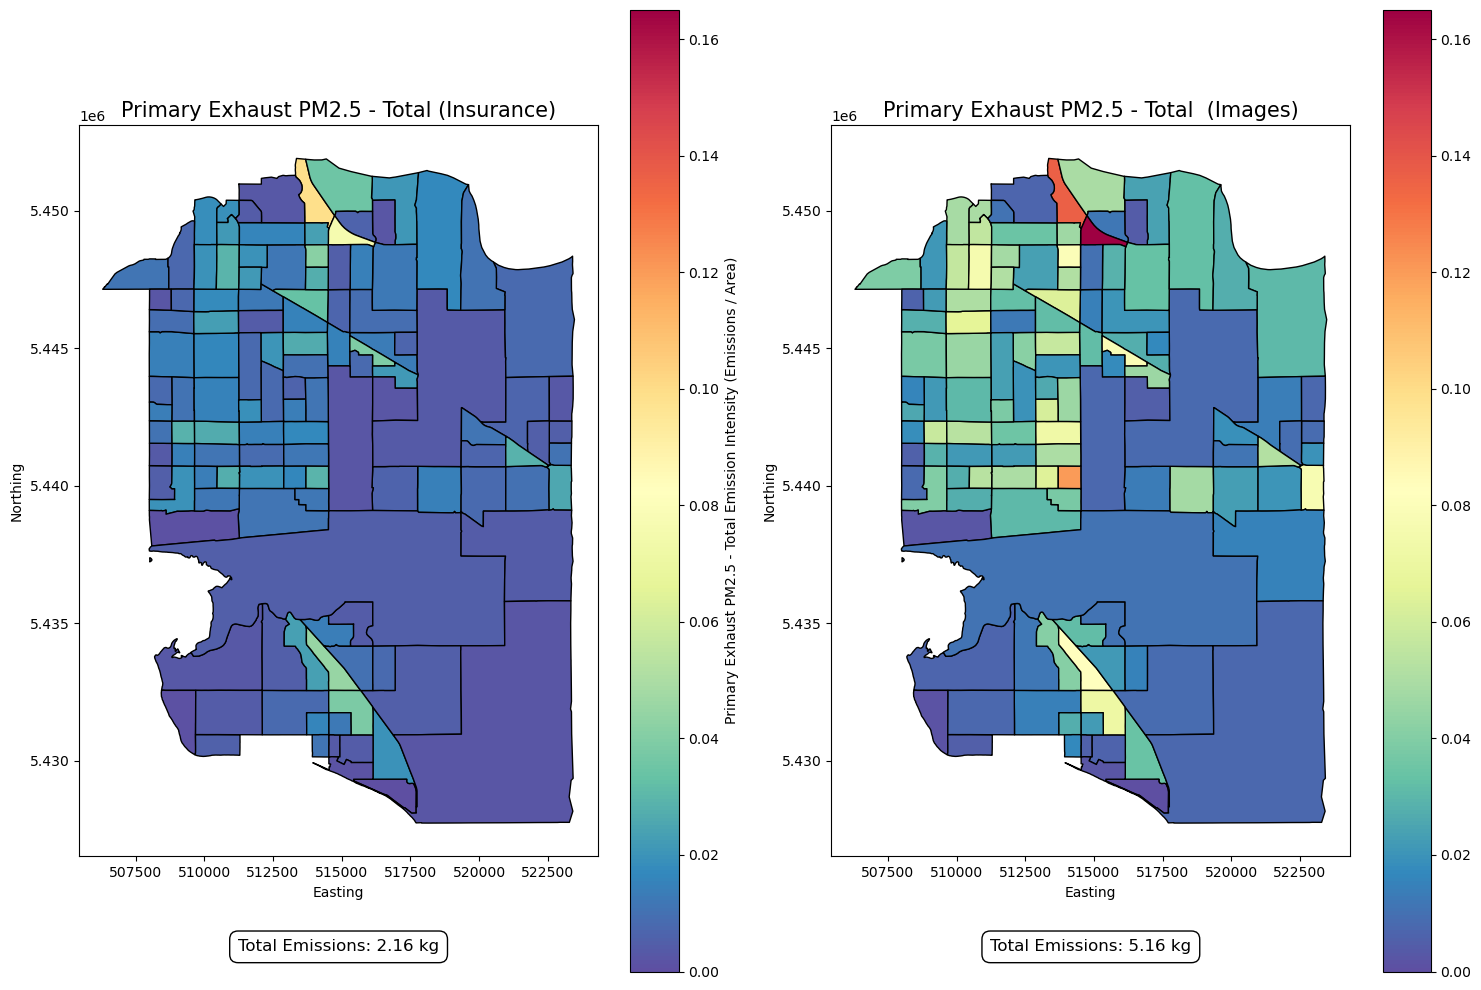 Primary Exhaust PM2.5 - Total (Insurance)
1e6
5.450
5.445
5.440
5.435
5.430
Northing
507500 510000 512500 515000 517500 520000 522500
Easting
Total Emissions: 2.16 kg
0.16
0.14
0.12
0.10
0.08
0.06
0.04
0.02
0.00
Primary Exhaust PM2.5 - Total Emission Intensity (Emissions / Area)
Primary Exhaust PM2.5 - Total  (Images)
1e6
5.450
5.445
5.440
5.435
5.430
Northing
507500 510000 512500 515000 517500 520000 522500
Easting
Total Emissions: 5.16 kg
0.16
0.14
0.12
0.10
0.08
0.06
0.04
0.02
0.00